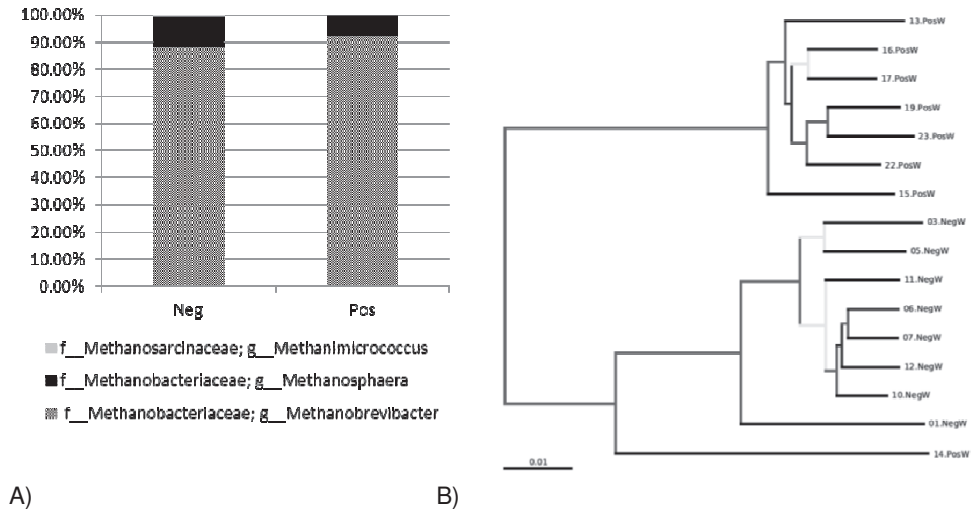 100.00%
90.00%
80.00%
70.00%
60.00%
50.00%
40.00%
30.00%
20.00%
10.00%
0.00%
Neg
Pos
f__Methanosarcinaceae; g__Methanimicrococcus
f__Methanobacteriaceae; g__Methanosphaera
f__Methanobacteriaceae; g__Methanobrevibacter
A)
13.PosW
16.PosW
17.PosW
19.PosW
23.PosW
22.PosW
15.PosW
03.NegW
05.NegW
11.NegW
06.NegW
07.NegW
12.NegW
10.NegW
01.NegW
14.PosW
0.01
B)